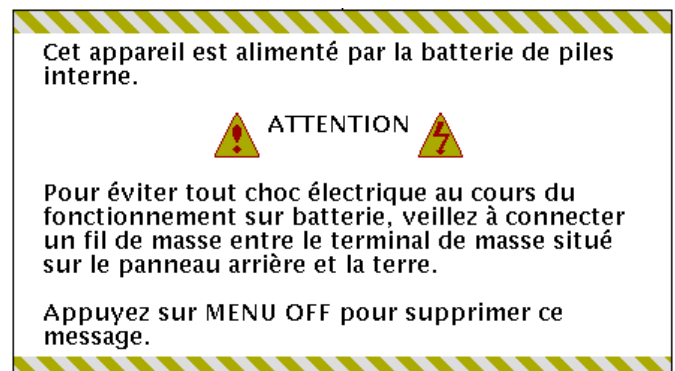 Cet appareil est alimenté par la batterie de piles
interne.
ATTENTION
Pour éviter tout choc électrique au cours du
fonctionnement sur batterie, veillez à connecter
un fil de masse entre le terminal de masse situé
sur le panneau arrière et la terre.
Appuyez sur MENU OFF pour supprimer ce
message.